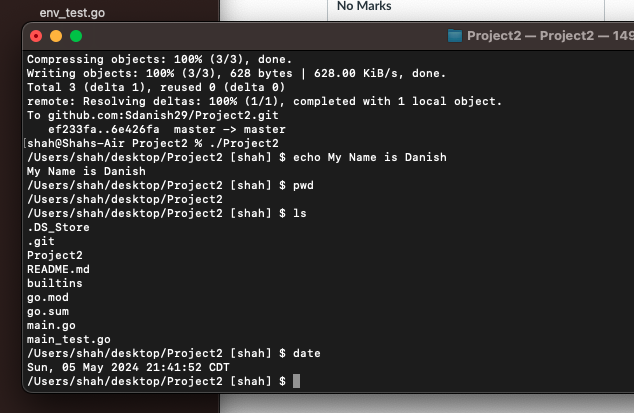 env_test.go
No Marks
Project2 — Project2 — 149
Compressing objects: 100% (3/3), done.
Writing objects: 100% (3/3), 628 bytes | 628.00 KiB/s, done.
Total 3 (delta 1), reused 0 (delta 0)
remote: Resolving deltas: 100% (1/1), completed with 1 local object.
To github.com:Sdanish29/Project2.git
   ef233fa..6e426fa  master -> master
[shah@Shahs-Air Project2 % ./Project2
/Users/shah/desktop/Project2 [shah] $ echo My Name is Danish
My Name is Danish
/Users/shah/desktop/Project2 [shah] $ pwd
/Users/shah/desktop/Project2
/Users/shah/desktop/Project2 [shah] $ ls
.DS_Store
.git
Project2
README.md
builtins
go.mod
go.sum
main.go
main_test.go
/Users/shah/desktop/Project2 [shah] $ date
Sun, 05 May 2024 21:41:52 CDT
/Users/shah/desktop/Project2 [shah] $